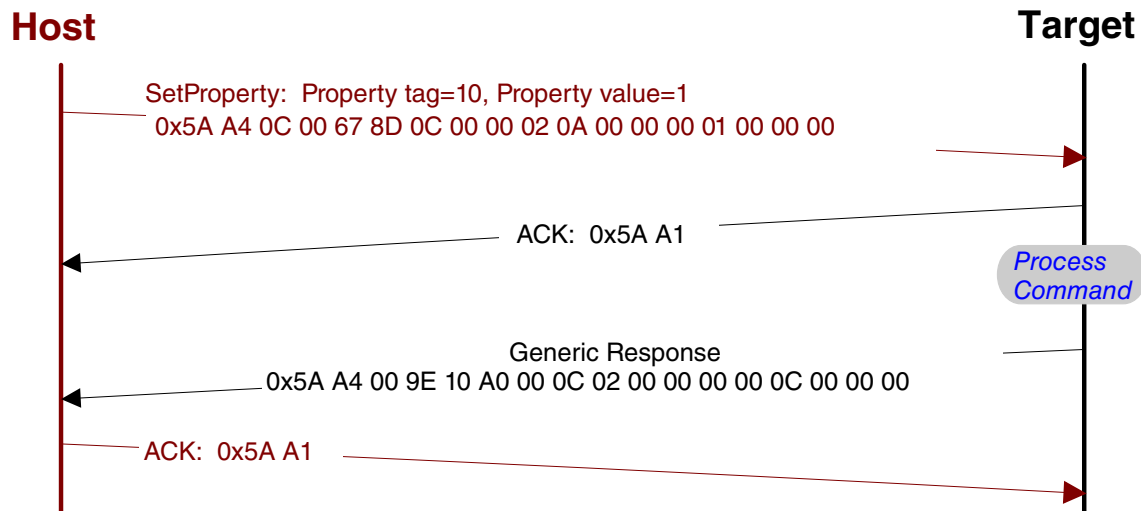 Host
Target
SetProperty: Property tag=10, Property value=1
0x5A A4 0C 00 67 8D 0C 00 00 02 0A 00 00 00 01 00 00 00
ACK: 0x5A A1
Process
Command
Generic Response
0x5A A4 00 9E 10 A0 00 0C 02 00 00 00 00 0C 00 00 00
ACK: 0x5A A1